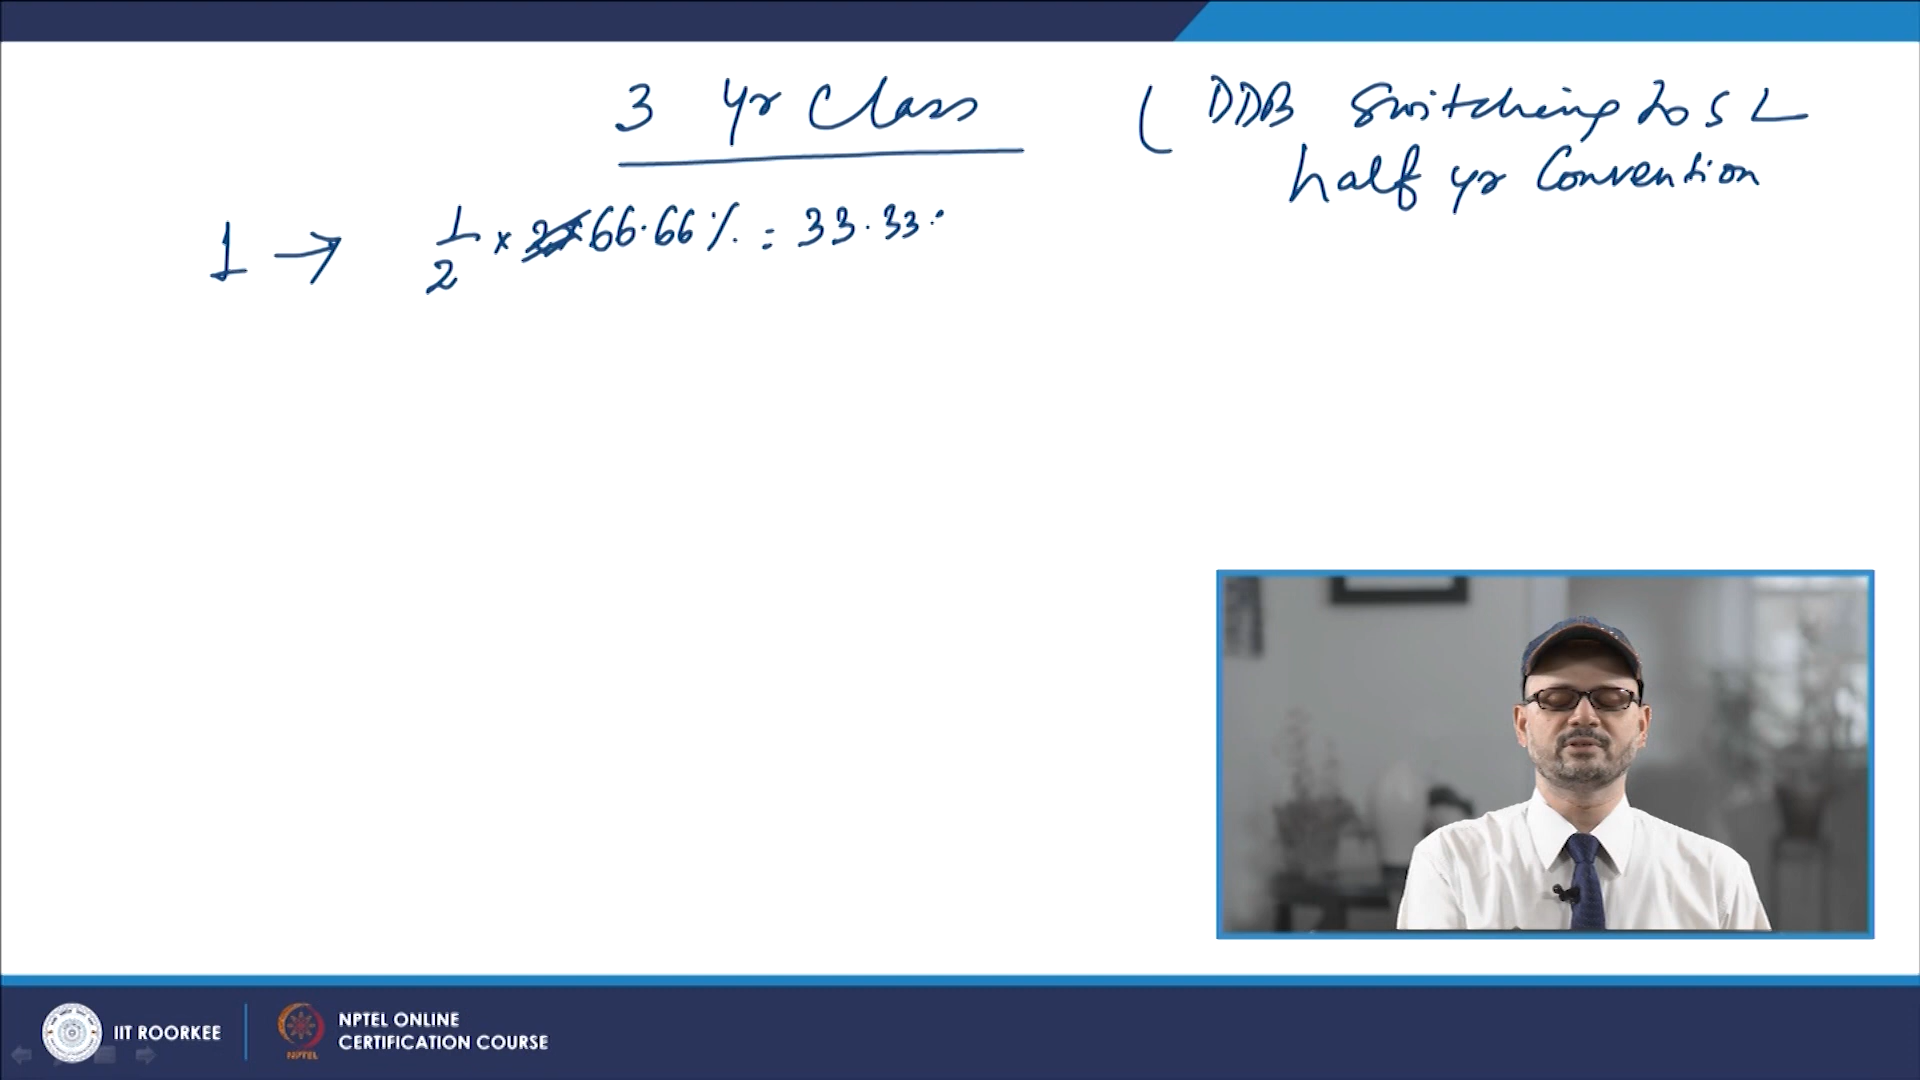 3 yr Class
( DDB Switching to S L
half yr Convention
1 → 1/2 × 66.66% = 33.33%
IIT ROORKEE
NPTEL
NPTEL ONLINE
CERTIFICATION COURSE